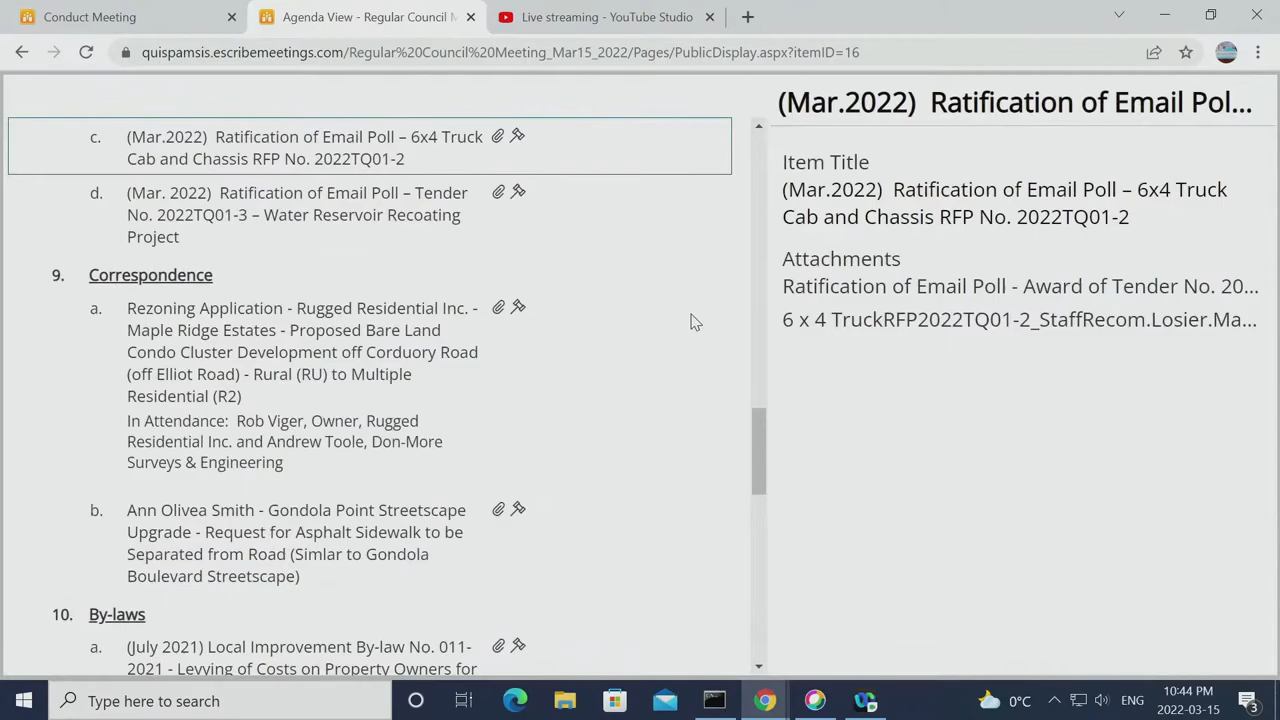 Conduct Meeting
Agenda View - Regular Council M
Live streaming - YouTube Studio
quispamsis.escribemeetings.com/Regular%20Council%20Meeting_Mar15_2022/Pages/PublicDisplay.aspx?itemID=16
c. (Mar.2022) Ratification of Email Poll – 6x4 Truck
Cab and Chassis RFP No. 2022TQ01-2
d. (Mar. 2022) Ratification of Email Poll – Tender
No. 2022TQ01-3 – Water Reservoir Recoating
Project
9. Correspondence
a. Rezoning Application - Rugged Residential Inc. -
Maple Ridge Estates - Proposed Bare Land
Condo Cluster Development off Corduory Road
(off Elliot Road) - Rural (RU) to Multiple
Residential (R2)
In Attendance: Rob Viger, Owner, Rugged
Residential Inc. and Andrew Toole, Don-More
Surveys & Engineering
b. Ann Olivea Smith - Gondola Point Streetscape
Upgrade - Request for Asphalt Sidewalk to be
Separated from Road (Simlar to Gondola
Boulevard Streetscape)
10. By-laws
a. (July 2021) Local Improvement By-law No. 011-
2021 - Levying of Costs on Property Owners for
(Mar.2022) Ratification of Email Pol...
Item Title
(Mar.2022) Ratification of Email Poll – 6x4 Truck
Cab and Chassis RFP No. 2022TQ01-2
Attachments
Ratification of Email Poll - Award of Tender No. 20...
6 x 4 TruckRFP2022TQ01-2_StaffRecom.Losier.Ma...
Type here to search
0°C
ENG
10:44 PM
2022-03-15
3